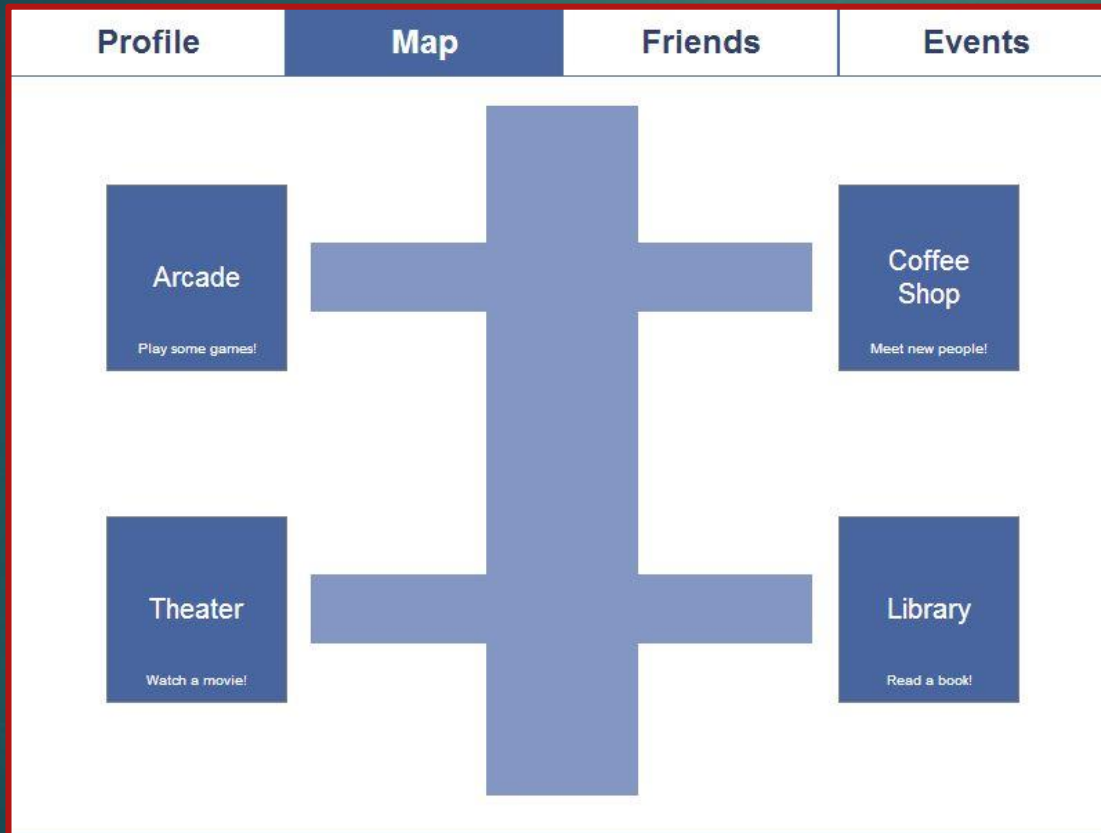 Profile
Map
Friends
Events
Arcade
Play some games!
Coffee
Shop
Meet new people!
Theater
Watch a movie!
Library
Read a book!